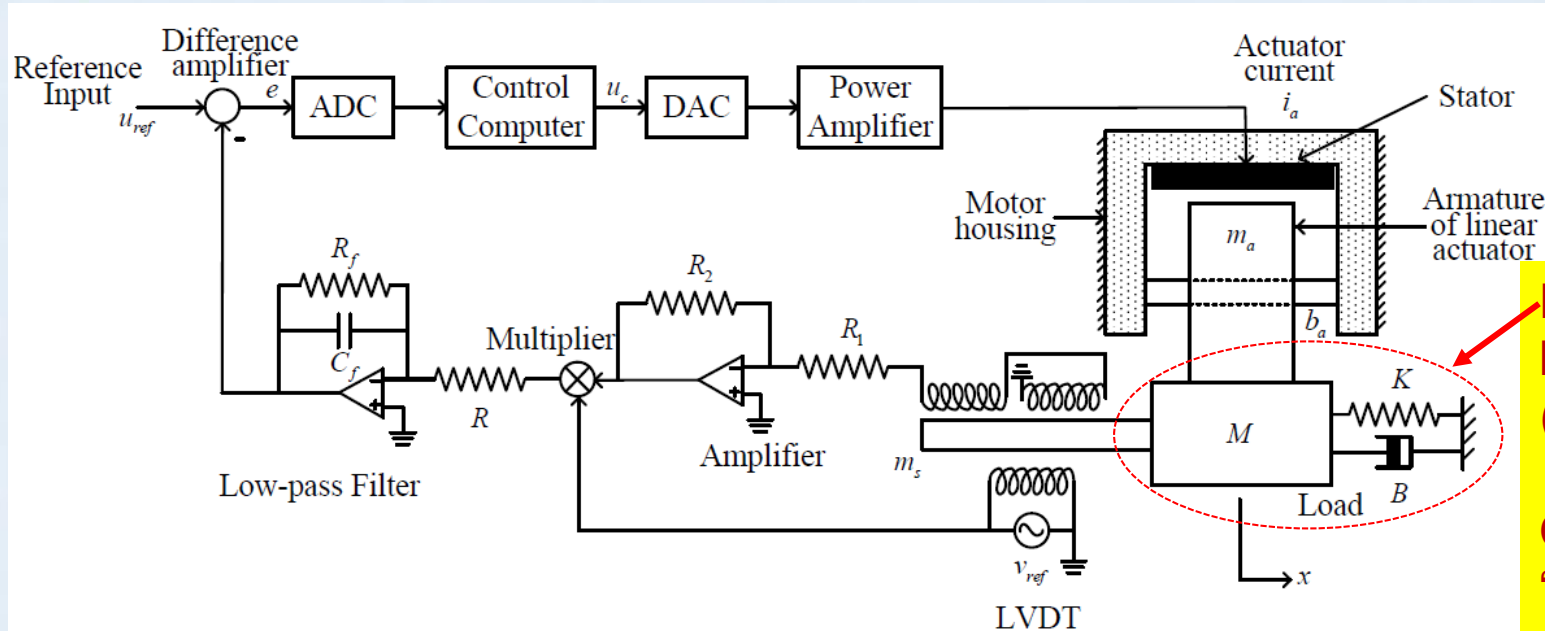 Reference
Input
u_ref
Difference
amplifier
e
-
ADC
Control
Computer
u_c
DAC
Power
Amplifier
Actuator
current
i_a
Stator
Motor
housing
Armature
of linear
actuator
m_a
b_a
R_f
C_f
Low-pass Filter
R
Multiplier
R_2
Amplifier
R_1
m_s
M
K
B
Load
x
v_ref
LVDT